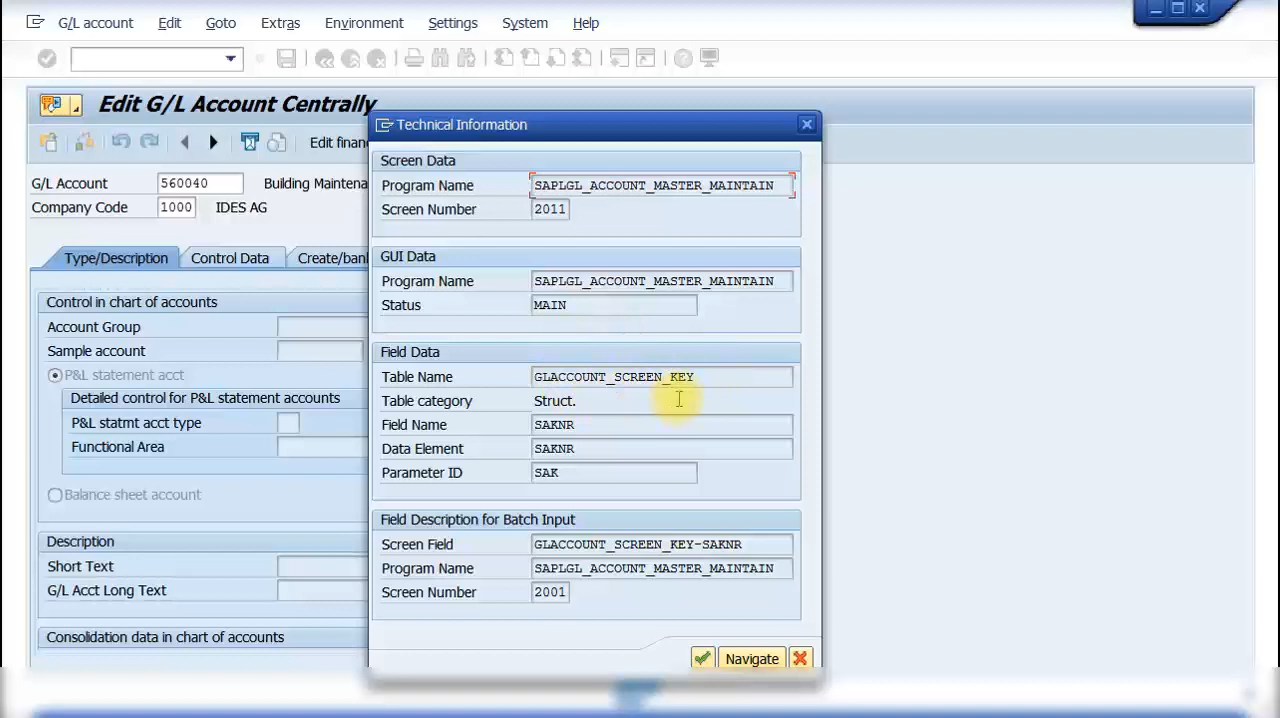 G/L account Edit Goto Extras Environment Settings System Help
Edit G/L Account Centrally
Edit finan
G/L Account 560040 Building Maintena
Company Code 1000 IDES AG
Type/Description Control Data Create/ban
Control in chart of accounts
Account Group
Sample account
P&L statement acct
Detailed control for P&L statement accounts
P&L statmt acct type
Functional Area
Balance sheet account
Description
Short Text
G/L Acct Long Text
Consolidation data in chart of accounts
Technical Information
Screen Data
Program Name SAPLGL_ACCOUNT_MASTER_MAINTAIN
Screen Number 2011
GUI Data
Program Name SAPLGL_ACCOUNT_MASTER_MAINTAIN
Status MAIN
Field Data
Table Name GLACCOUNT_SCREEN_KEY
Table category Struct.
Field Name SAKNR
Data Element SAKNR
Parameter ID SAK
Field Description for Batch Input
Screen Field GLACCOUNT_SCREEN_KEY-SAKNR
Program Name SAPLGL_ACCOUNT_MASTER_MAINTAIN
Screen Number 2001
Navigate